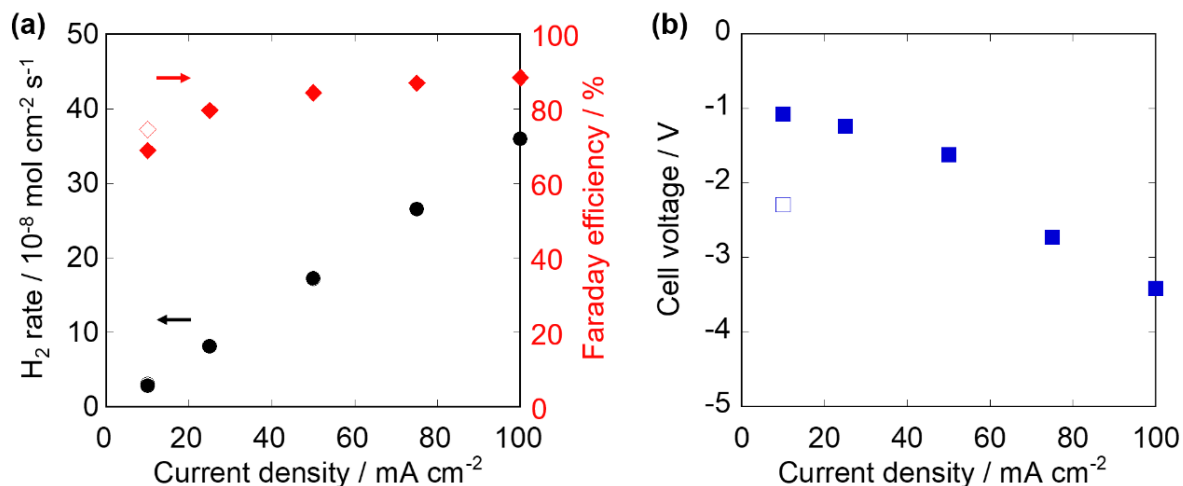 (a)
50
40
30
20
10
0
H₂ rate / 10⁻⁸ mol cm⁻² s⁻¹
100
80
60
40
20
0
Faraday efficiency / %
0 20 40 60 80 100
Current density / mA cm⁻²
(b)
0
-1
-2
-3
-4
-5
Cell voltage / V
0 20 40 60 80 100
Current density / mA cm⁻²